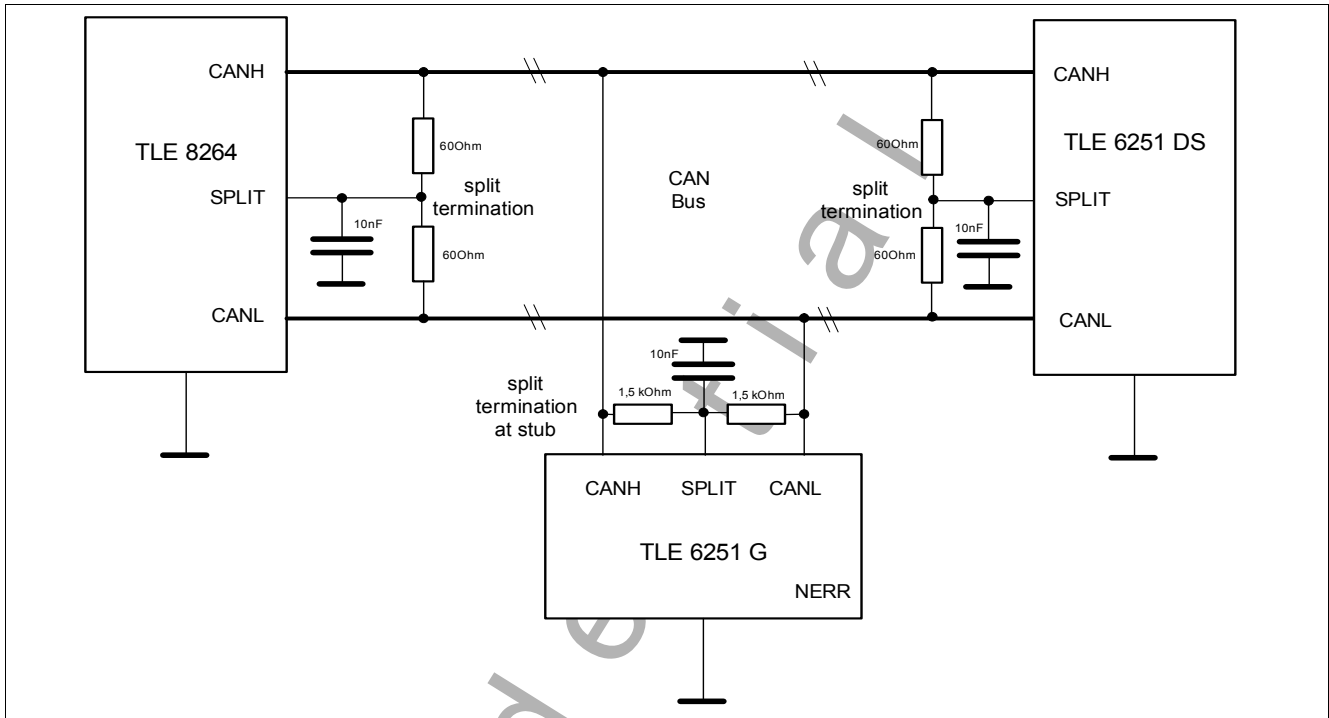 CANH
TLE 8264
SPLIT
CANL
60Ohm
split
termination
10nF
60Ohm
CAN
Bus
60Ohm
split
termination
10nF
60Ohm
CANH
TLE 6251 DS
SPLIT
CANL
10nF
split
termination
at stub
1,5 kOhm
1,5 kOhm
CANH SPLIT CANL
TLE 6251 G
NERR
d e t i a l